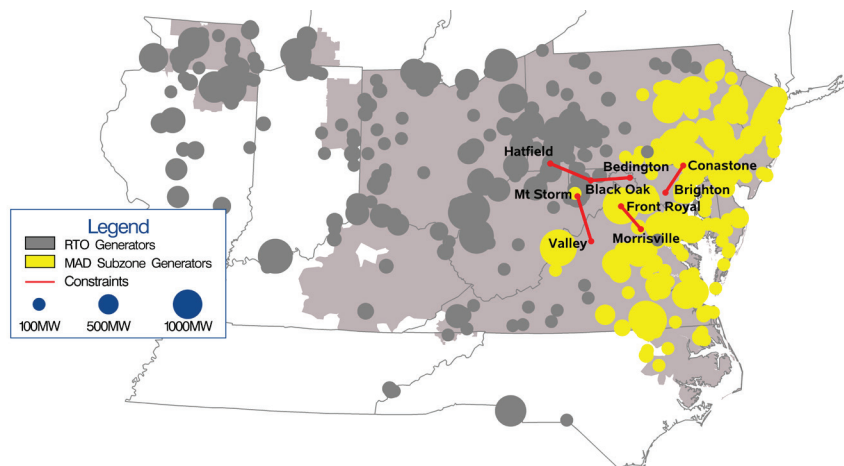 Hatfield
Bedington
Conastone
Mt Storm
Black Oak
Brighton
Front Royal
Valley
Morrisville
Legend
RTO Generators
MAD Subzone Generators
Constraints
100MW
500MW
1000MW